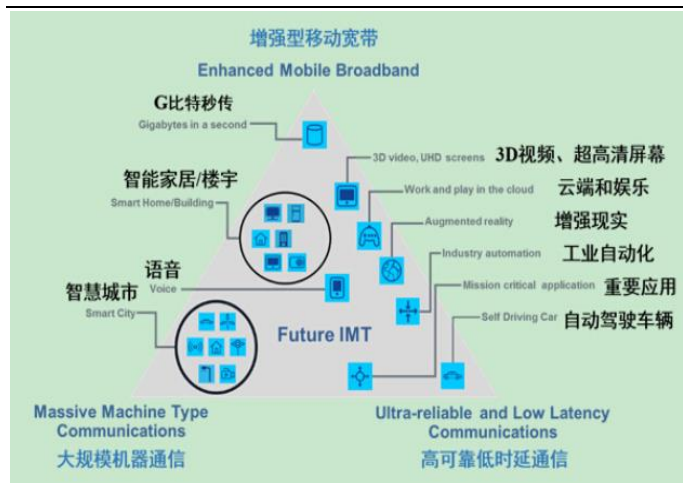 增强型移动宽带
Enhanced Mobile Broadband
G比特秒传
Gigabytes in a second
3D video, UHD screens 3D视频、超高清屏幕
智能家居/楼宇
Smart Home/Building
Work and play in the cloud 云端和娱乐
Augmented reality 增强现实
Industry automation 工业自动化
语音
Voice
Mission critical application 重要应用
智慧城市
Smart City
Self Driving Car 自动驾驶车辆
Future IMT
Massive Machine Type
Communications
大规模机器通信
Ultra-reliable and Low Latency
Communications
高可靠低时延通信